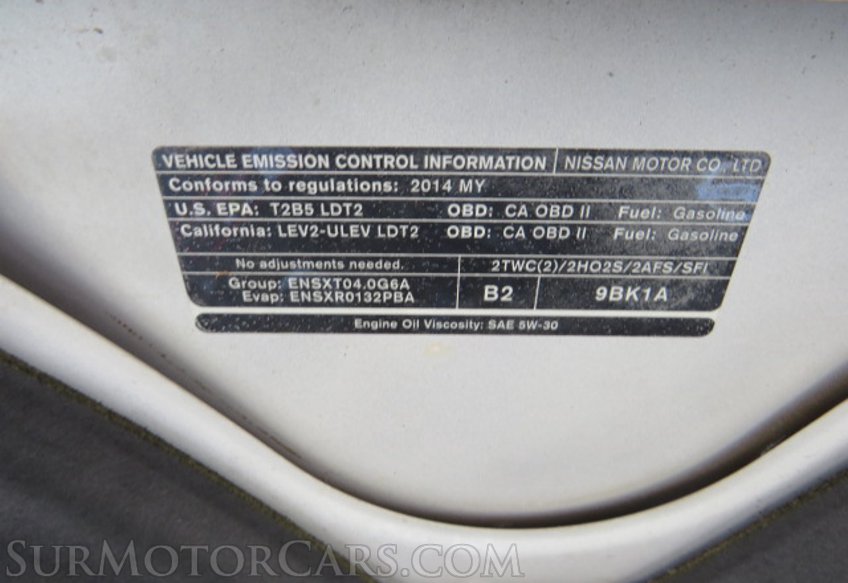 VEHICLE EMISSION CONTROL INFORMATION NISSAN MOTOR CO., LTD
Conforms to regulations: 2014 MY
U.S. EPA: T2B5 LDT2 OBD: CA OBD II Fuel: Gasoline
California: LEV2-ULEV LDT2 OBD: CA OBD II Fuel: Gasoline
No adjustments needed. 2TWC(2)/2HO2S/2AFS/SFI
Group: ENSXT04.0G6A
Evap: ENSXR0132PBA
B2 9BK1A
Engine Oil Viscosity: SAE 5W-30
SurMotorCars.com